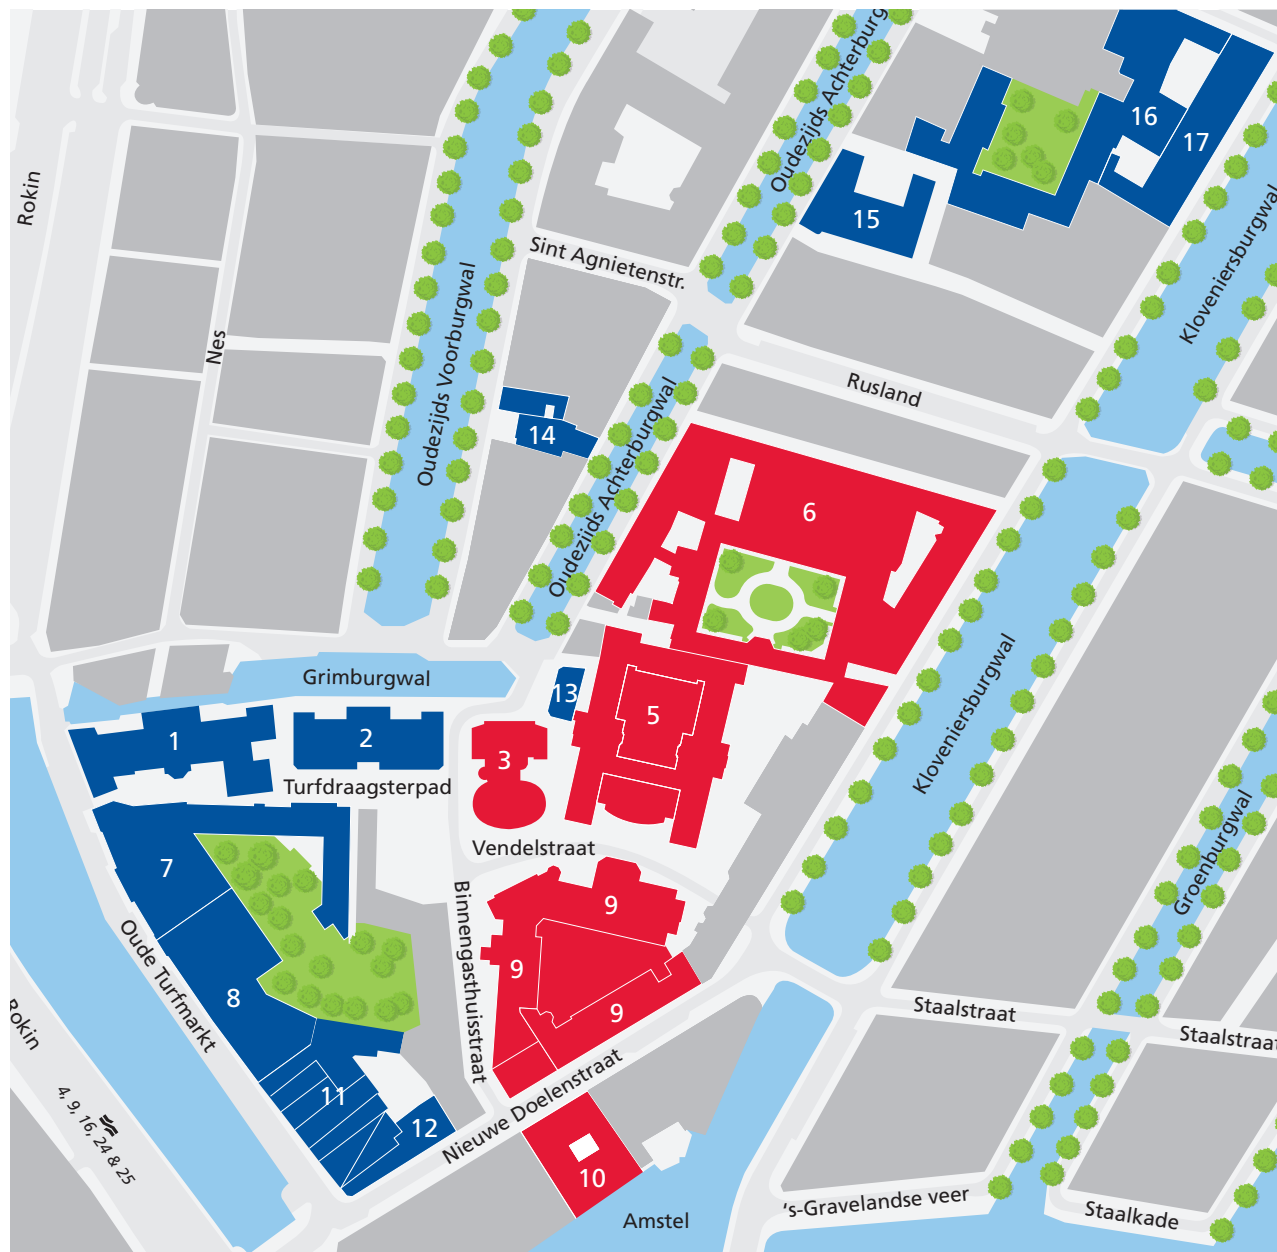 Oudezijds Achterburg
16
17
Rokin
15
Sint Agnietenstr.
Kloveniersburgwal
Nes
Oudezijds Voorburgwal
Rusland
14
Oudezijds Achterburgwal
6
Grimburgwal
13
5
Kloveniersburgwal
1
2
3
Turfdraagsterpad
Vendelstraat
Groenburgwal
7
Binnengasthuisstraat
9
Oude Turfmarkt
9
8
9
Staalstraat
Rokin
Staalstraat
4, 9, 16, 24 & 25
11
12
Nieuwe Doelenstraat
10
's-Gravelandse veer
Staalkade
Amstel